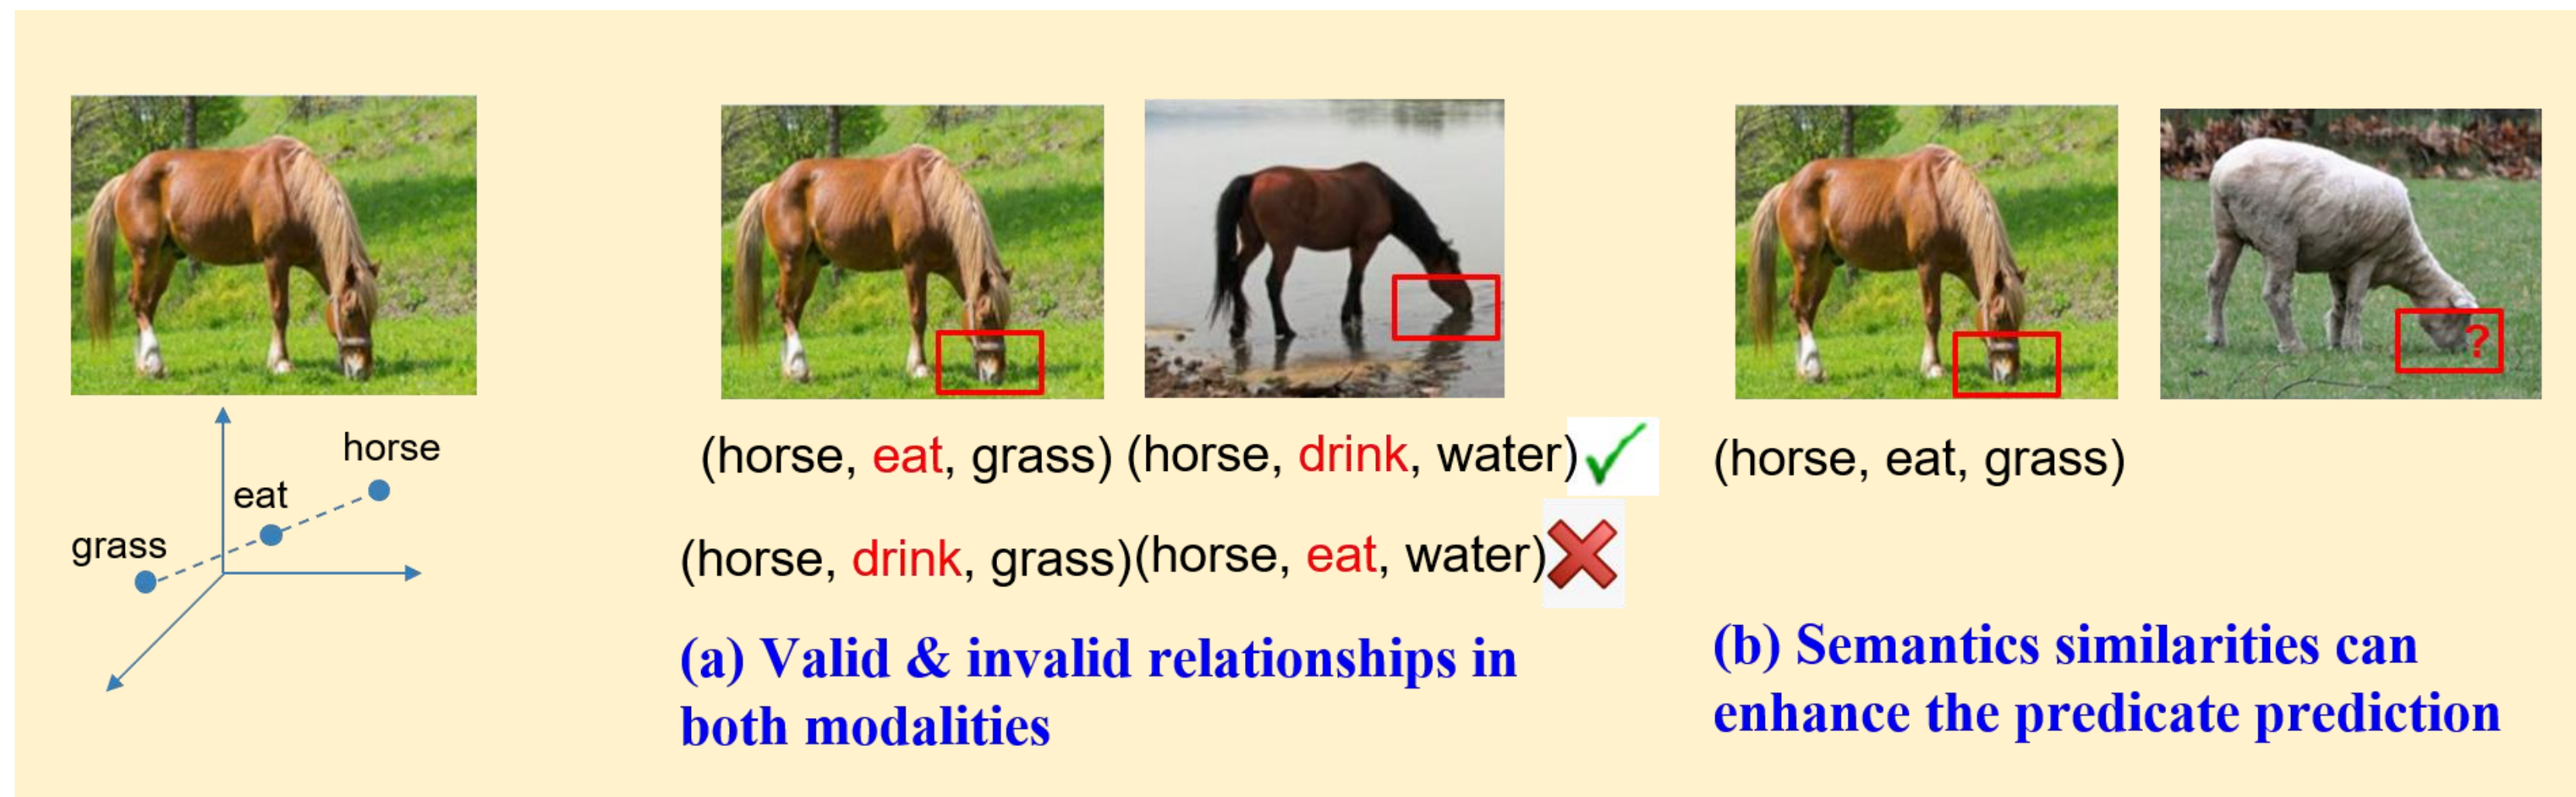 horse
eat
grass
(horse, eat, grass) (horse, drink, water)
(horse, drink, grass)(horse, eat, water)
(a) Valid & invalid relationships in
both modalities
?
(horse, eat, grass)
(b) Semantics similarities can
enhance the predicate prediction